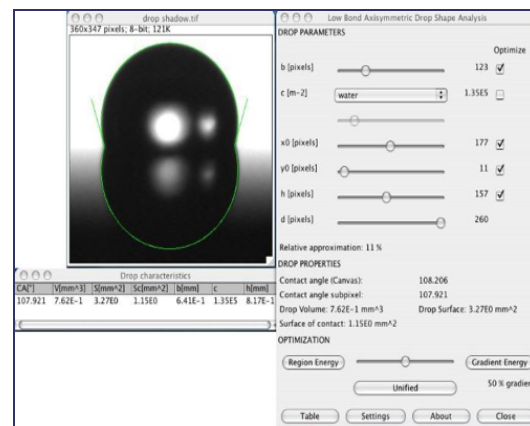 drop shadow.tif
360x347 pixels; 8-bit; 121K
Drop characteristics
CA[°] V[mm^3] S[mm^2] Sc[mm^2] b[mm] c h[mm]
107.921 7.62E-1 3.27E0 1.15E0 6.41E-1 1.35E5 8.17E-1
Low Bond Axisymmetric Drop Shape Analysis
DROP PARAMETERS
Optimize
b [pixels] 123
c [m-2] water 1.35E5
x0 [pixels] 177
y0 [pixels] 11
h [pixels] 157
d [pixels] 260
Relative approximation: 11 %
DROP PROPERTIES
Contact angle (Canvas): 108.206
Contact angle subpixel: 107.921
Drop Volume: 7.62E-1 mm^3 Drop Surface: 3.27E0 mm^2
Surface of contact: 1.15E0 mm^2
OPTIMIZATION
Region Energy Gradient Energy
Unified 50 % gradien
Table Settings About Close